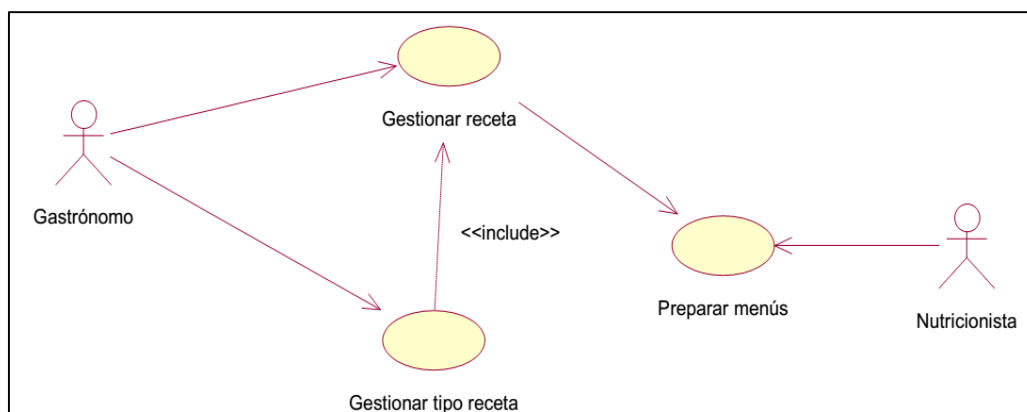 Gestionar receta
Gastrónomo
<<include>>
Preparar menús
Nutricionista
Gestionar tipo receta